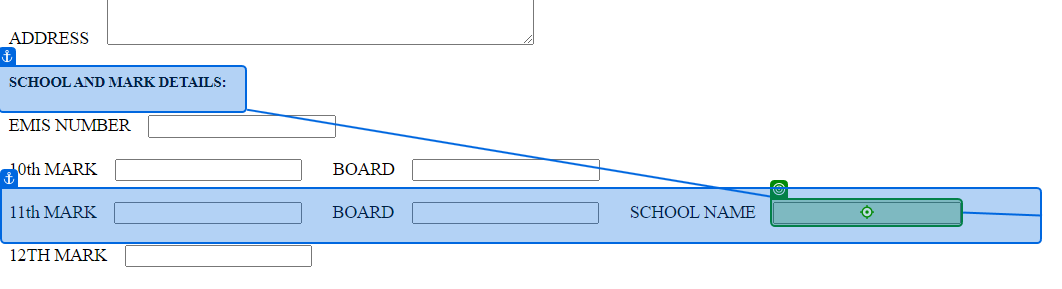 ADDRESS
SCHOOL AND MARK DETAILS:
EMIS NUMBER
10th MARK BOARD
11th MARK BOARD SCHOOL NAME
12TH MARK